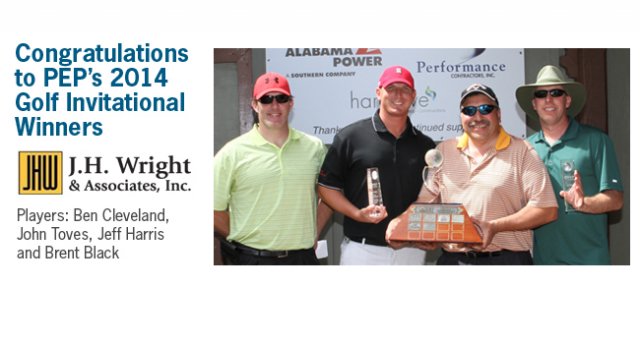 Congratulations
to PEP's 2014
Golf Invitational
Winners
JHW
J.H. Wright
& Associates, Inc.
Players: Ben Cleveland,
John Toves, Jeff Harris
and Brent Black
ALABAMA
POWER
A SOUTHERN COMPANY
Performance
CONTRACTORS, INC.